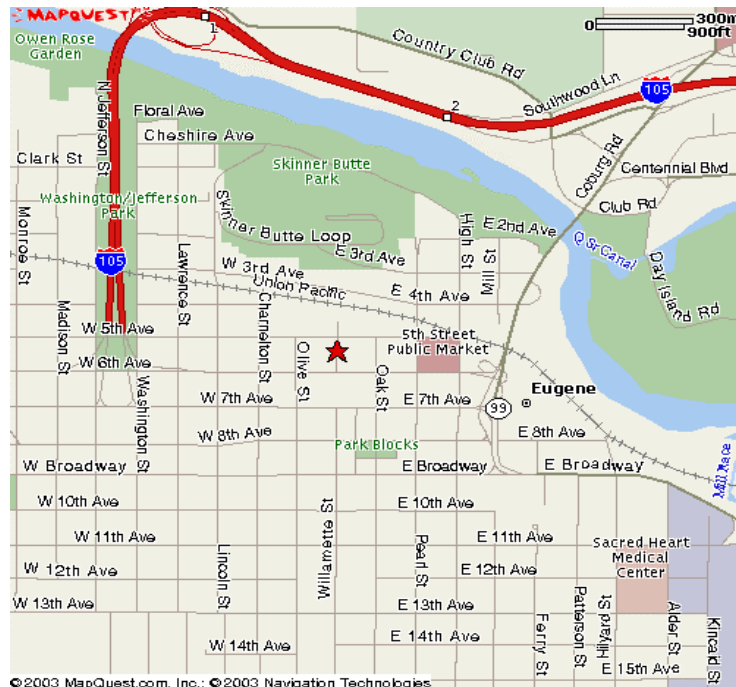 MAPQUEST
300m
0
900ft
1
Owen Rose
Garden
Country Club Rd
Southwood Ln
105
2
N Jefferson St
Floral Ave
Cheshire Ave
Clark St
Skinner Butte
Park
Coburg Rd
Centennial Blvd
Washington/Jefferson
Park
Club Rd
Monroe St
Skinner Butte Loop
High St
E 2nd Ave
Q St Canal
Day Island Rd
E 3rd Ave
Mill St
105
Lawrence St
W 3rd Ave
Union Pacific
E 4th Ave
Madison St
Charnelton St
W 5th Ave
5th Street
Public Market
W 6th Ave
Olive St
Oak St
Washington St
Eugene
W 7th Ave
E 7th Ave
99
W 8th Ave
E 8th Ave
Park Blocks
W Broadway
E Broadway
E Broadway
Mill Race
W 10th Ave
E 10th Ave
Willamette St
W 11th Ave
E 11th Ave
Sacred Heart
Medical
Center
Lincoln St
Pearl St
W 12th Ave
E 12th Ave
W 13th Ave
E 13th Ave
Patterson St
Hilyard St
Alder St
Kincaid St
Ferry St
W 14th Ave
E 14th Ave
E 15th Ave
©2003 MapQuest.com, Inc.; ©2003 Navigation Technologies